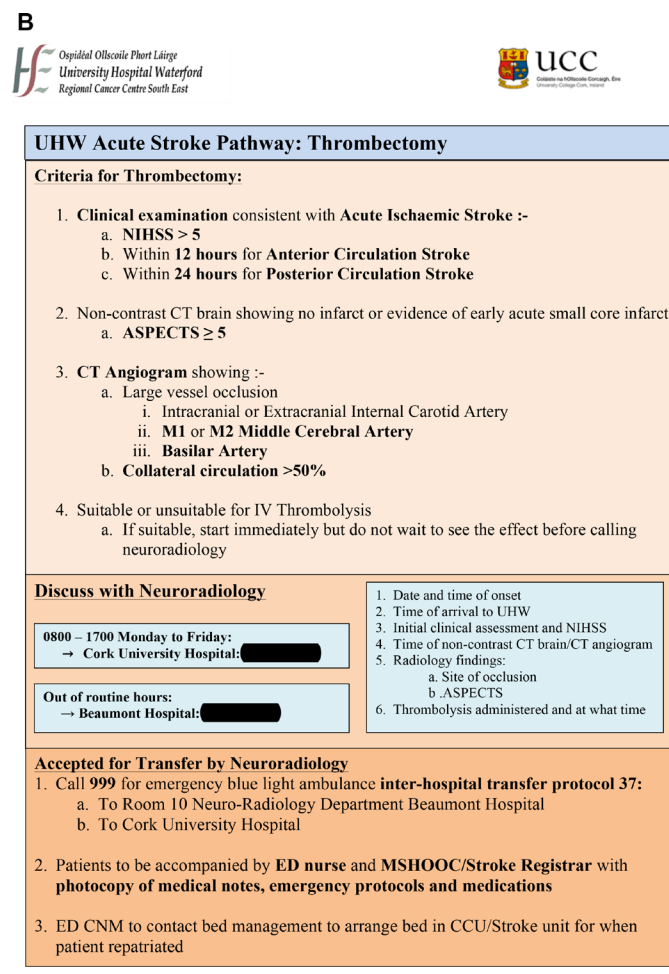 B
Ospidéal Ollscoile Phort Láirge
University Hospital Waterford
Regional Cancer Centre South East
UCC
Coláiste na hOllscoile Corcaigh, Éire
University College Cork, Ireland
UHW Acute Stroke Pathway: Thrombectomy
Criteria for Thrombectomy:
1. Clinical examination consistent with Acute Ischaemic Stroke :-
a. NIHSS > 5
b. Within 12 hours for Anterior Circulation Stroke
c. Within 24 hours for Posterior Circulation Stroke
2. Non-contrast CT brain showing no infarct or evidence of early acute small core infarct
a. ASPECTS ≥ 5
3. CT Angiogram showing :-
a. Large vessel occlusion
i. Intracranial or Extracranial Internal Carotid Artery
ii. M1 or M2 Middle Cerebral Artery
iii. Basilar Artery
b. Collateral circulation >50%
4. Suitable or unsuitable for IV Thrombolysis
a. If suitable, start immediately but do not wait to see the effect before calling
neuroradiology
Discuss with Neuroradiology
0800 – 1700 Monday to Friday:
→ Cork University Hospital:
Out of routine hours:
→ Beaumont Hospital:
1. Date and time of onset
2. Time of arrival to UHW
3. Initial clinical assessment and NIHSS
4. Time of non-contrast CT brain/CT angiogram
5. Radiology findings:
a. Site of occlusion
b .ASPECTS
6. Thrombolysis administered and at what time
Accepted for Transfer by Neuroradiology
1. Call 999 for emergency blue light ambulance inter-hospital transfer protocol 37:
a. To Room 10 Neuro-Radiology Department Beaumont Hospital
b. To Cork University Hospital
2. Patients to be accompanied by ED nurse and MSHOOC/Stroke Registrar with
photocopy of medical notes, emergency protocols and medications
3. ED CNM to contact bed management to arrange bed in CCU/Stroke unit for when
patient repatriated